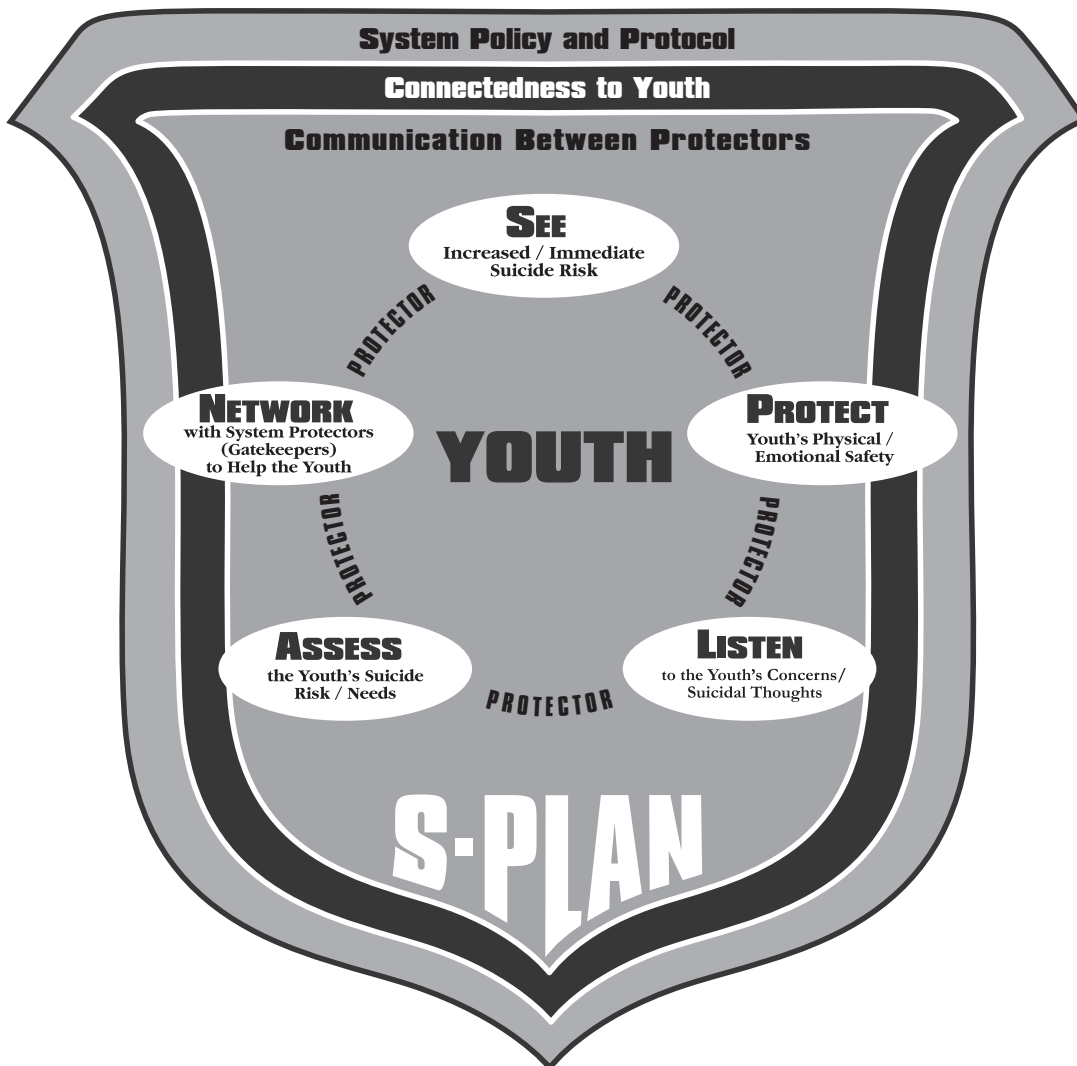 System Policy and Protocol
Connectedness to Youth
Communication Between Protectors
SEE
Increased / Immediate
Suicide Risk
PROTECTOR
PROTECTOR
NETWORK
with System Protectors
(Gatekeepers)
to Help the Youth
YOUTH
PROTECT
Youth's Physical /
Emotional Safety
PROTECTOR
PROTECTOR
ASSESS
the Youth's Suicide
Risk / Needs
LISTEN
to the Youth's Concerns/
Suicidal Thoughts
PROTECTOR
S-PLAN